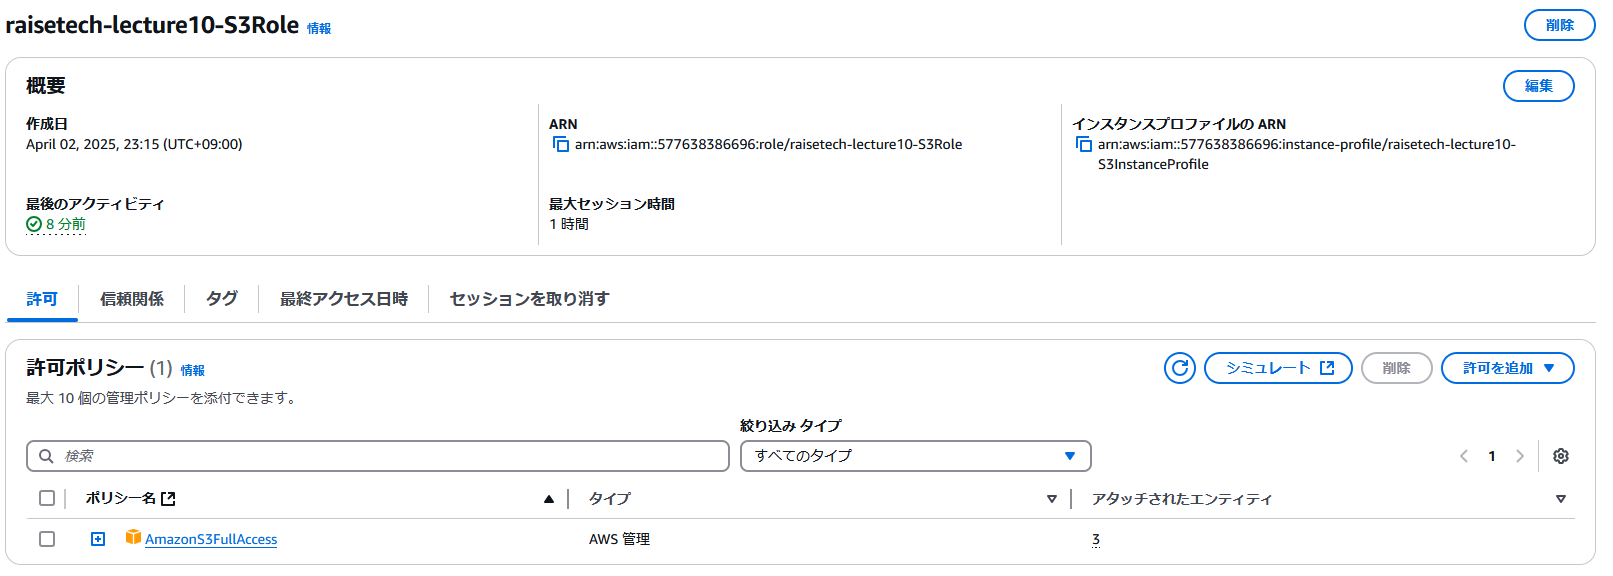 raisetech-lecture10-S3Role 情報
削除
概要
編集
作成日
April 02, 2025, 23:15 (UTC+09:00)
ARN
arn:aws:iam::577638386696:role/raisetech-lecture10-S3Role
インスタンスプロファイルの ARN
arn:aws:iam::577638386696:instance-profile/raisetech-lecture10-
S3InstanceProfile
最後のアクティビティ
8 分前
最大セッション時間
1 時間
許可 信頼関係 タグ 最終アクセス日時 セッションを取り消す
許可ポリシー (1) 情報
シミュレート 削除 許可を追加
最大 10 個の管理ポリシーを添付できます。
絞り込み タイプ
検索 すべてのタイプ 1
ポリシー名 タイプ アタッチされたエンティティ
AmazonS3FullAccess AWS 管理 3